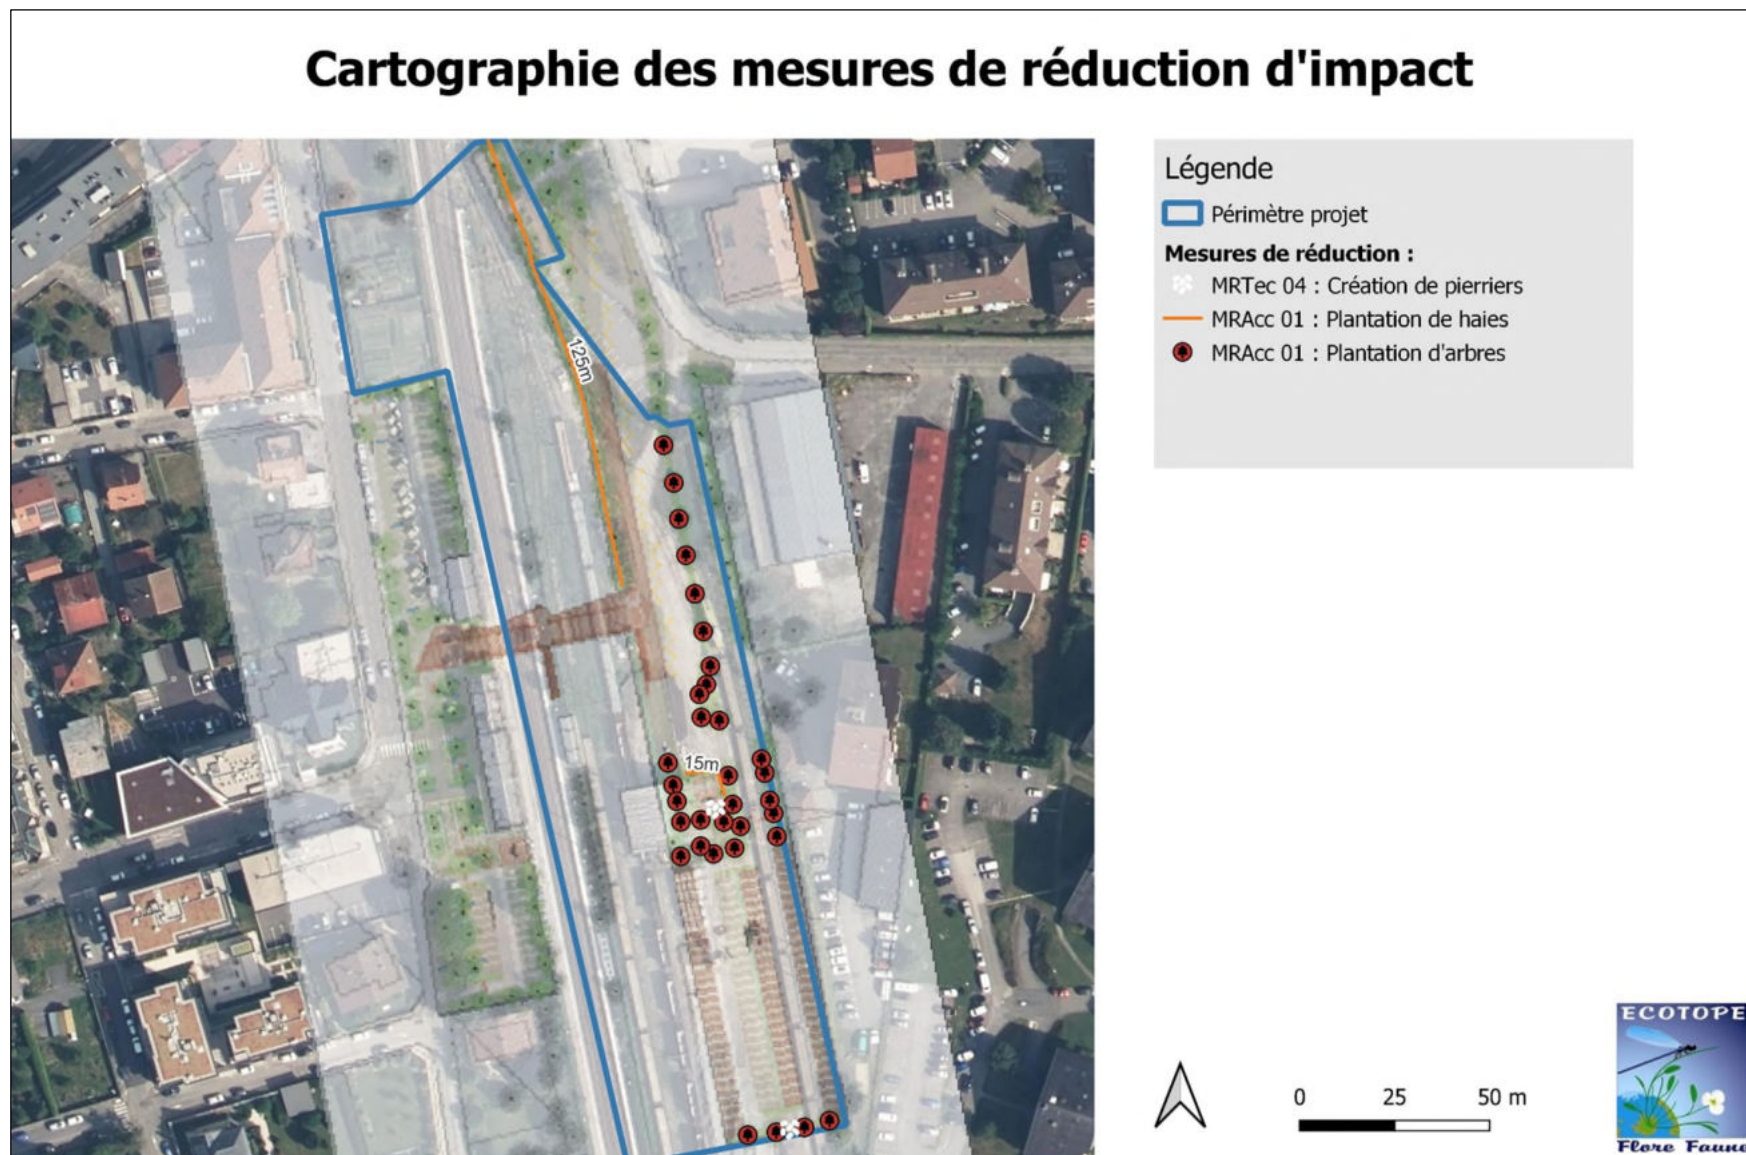 Cartographie des mesures de réduction d'impact
Légende
Périmètre projet
Mesures de réduction :
MRTec 04 : Création de pierriers
MRAcc 01 : Plantation de haies
MRAcc 01 : Plantation d'arbres
125m
15m
0 25 50 m
ECOTOPE
Flore Faune